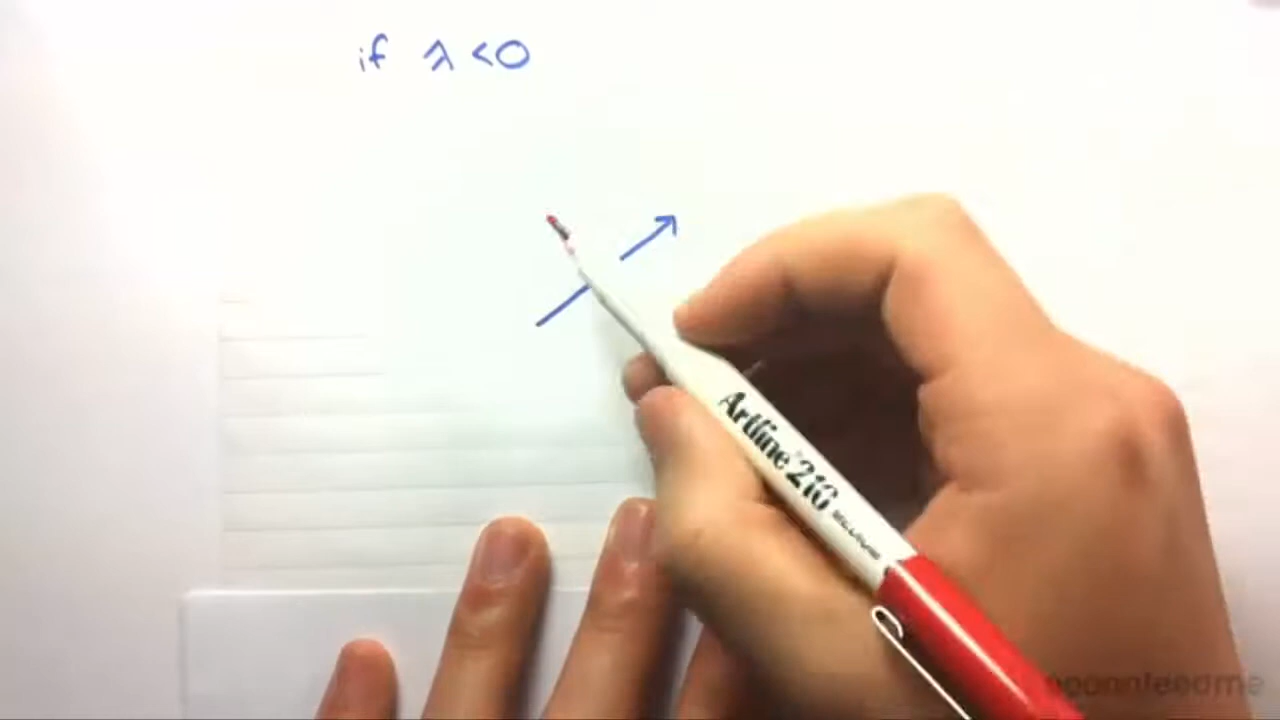 if λ <0
Artline 210